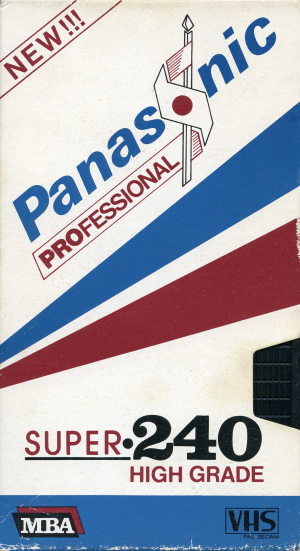 NEW!!!
Panasonic
PROFESSIONAL
SUPER•240
HIGH GRADE
MBA
VHS
PAL SECAM